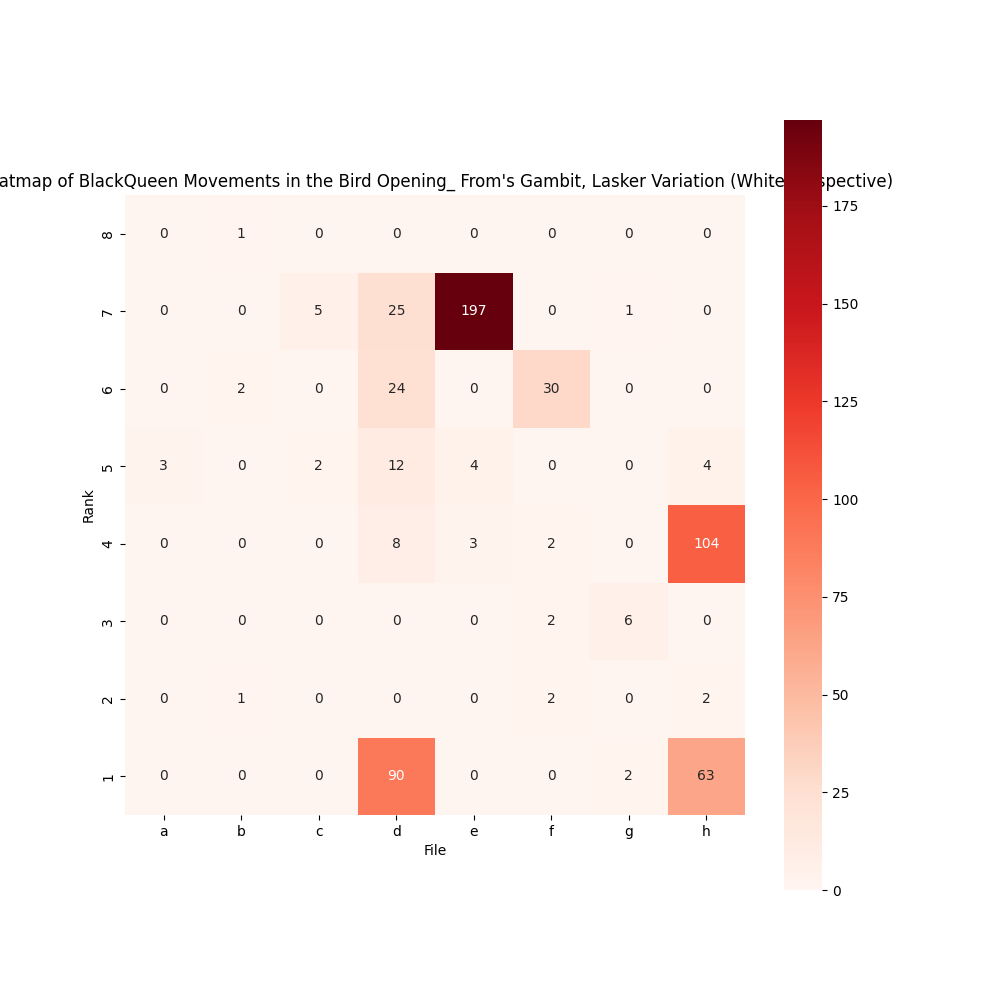 atmap of BlackQueen Movements in the Bird Opening_ From's Gambit, Lasker Variation (White spective)
8 0 1 0 0 0 0 0 0
7 0 0 5 25 197 0 1 0
6 0 2 0 24 0 30 0 0
5 3 0 2 12 4 0 0 4
4 0 0 0 8 3 2 0 104
3 0 0 0 0 0 2 6 0
2 0 1 0 0 0 2 0 2
1 0 0 0 90 0 0 2 63
a b c d e f g h
File
Rank
175
150
125
100
75
50
25
0